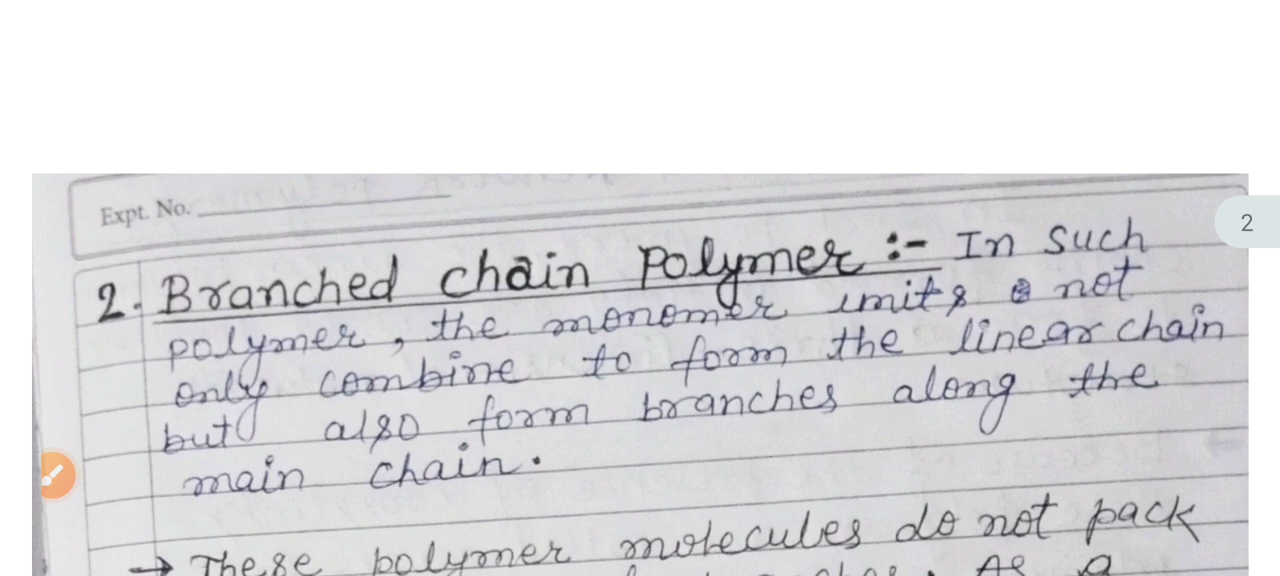 Expt. No.
2
2. Branched chain Polymer :- In such
polymer, the monomer units not
only combine to form the linear chain
but also form branches along the
main chain.
→ These polymer molecules do not pack
As a